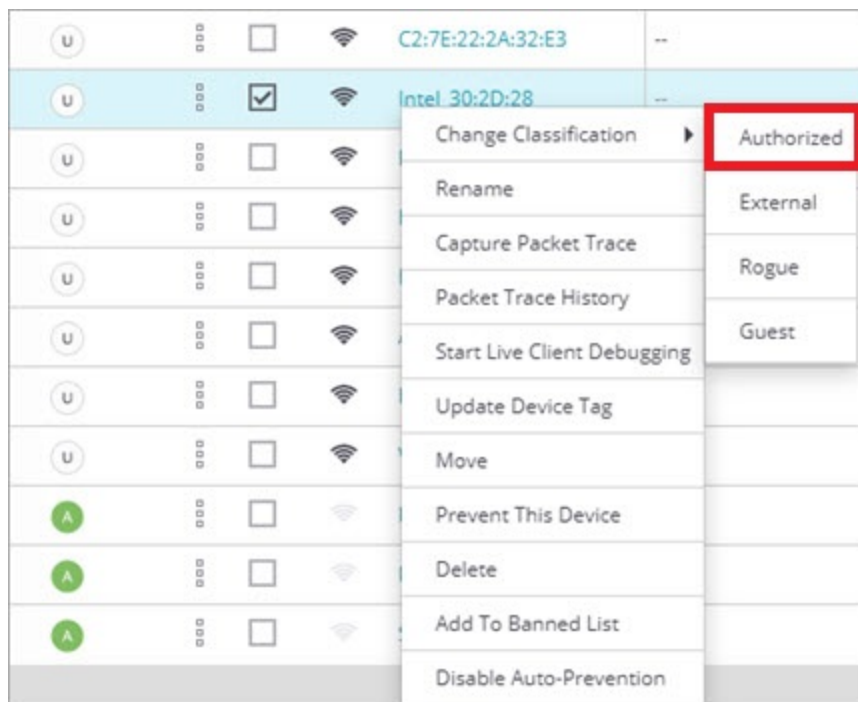 U C2:7E:22:2A:32:E3 --
U Intel 30:2D:28 --
Change Classification Authorized
U
Rename
External
U
Capture Packet Trace
Rogue
U
Packet Trace History
Guest
U
Start Live Client Debugging
U
Update Device Tag
U
Move
A
Prevent This Device
A
Delete
A
Add To Banned List
Disable Auto-Prevention